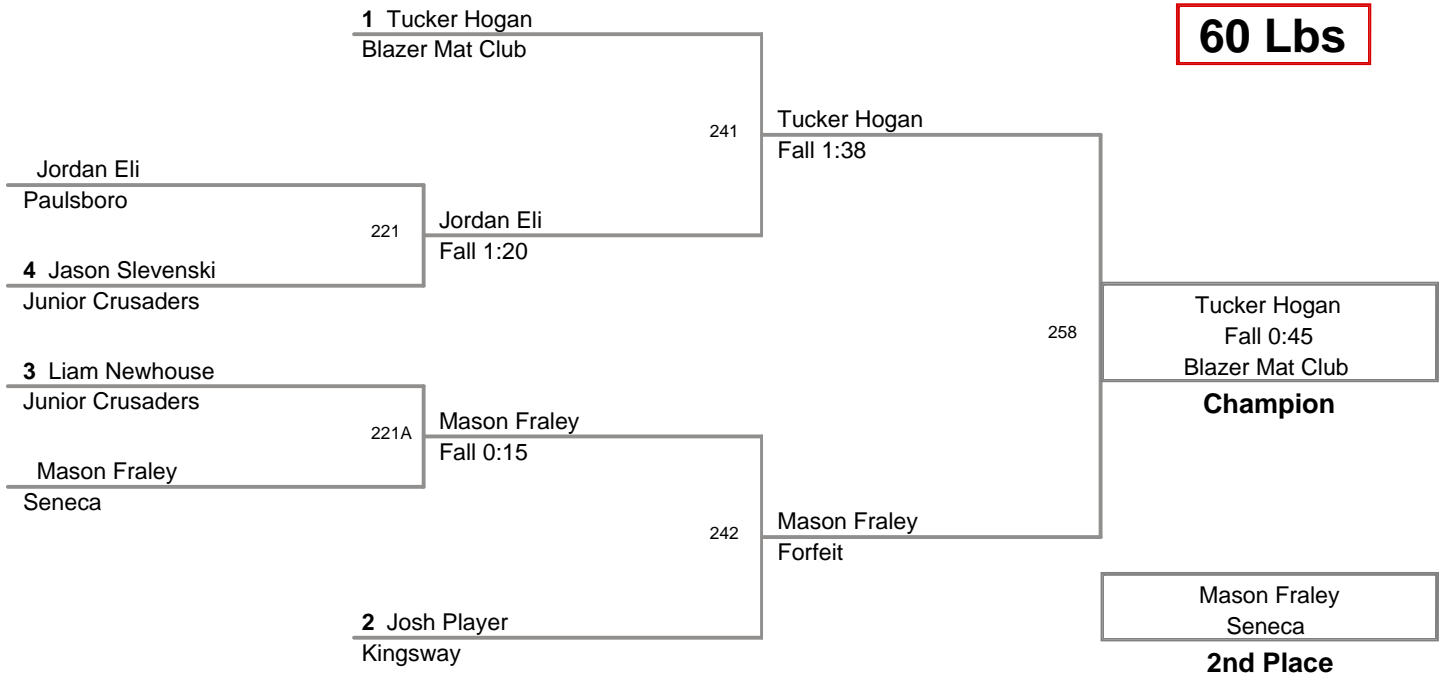 1 Tucker Hogan
Blazer Mat Club
60 Lbs
241
Tucker Hogan
Fall 1:38
Jordan Eli
Paulsboro
221
Jordan Eli
Fall 1:20
4 Jason Slevenski
Junior Crusaders
258
Tucker Hogan
Fall 0:45
Blazer Mat Club
Champion
3 Liam Newhouse
Junior Crusaders
221A
Mason Fraley
Fall 0:15
Mason Fraley
Seneca
242
Mason Fraley
Forfeit
2 Josh Player
Kingsway
Mason Fraley
Seneca
2nd Place